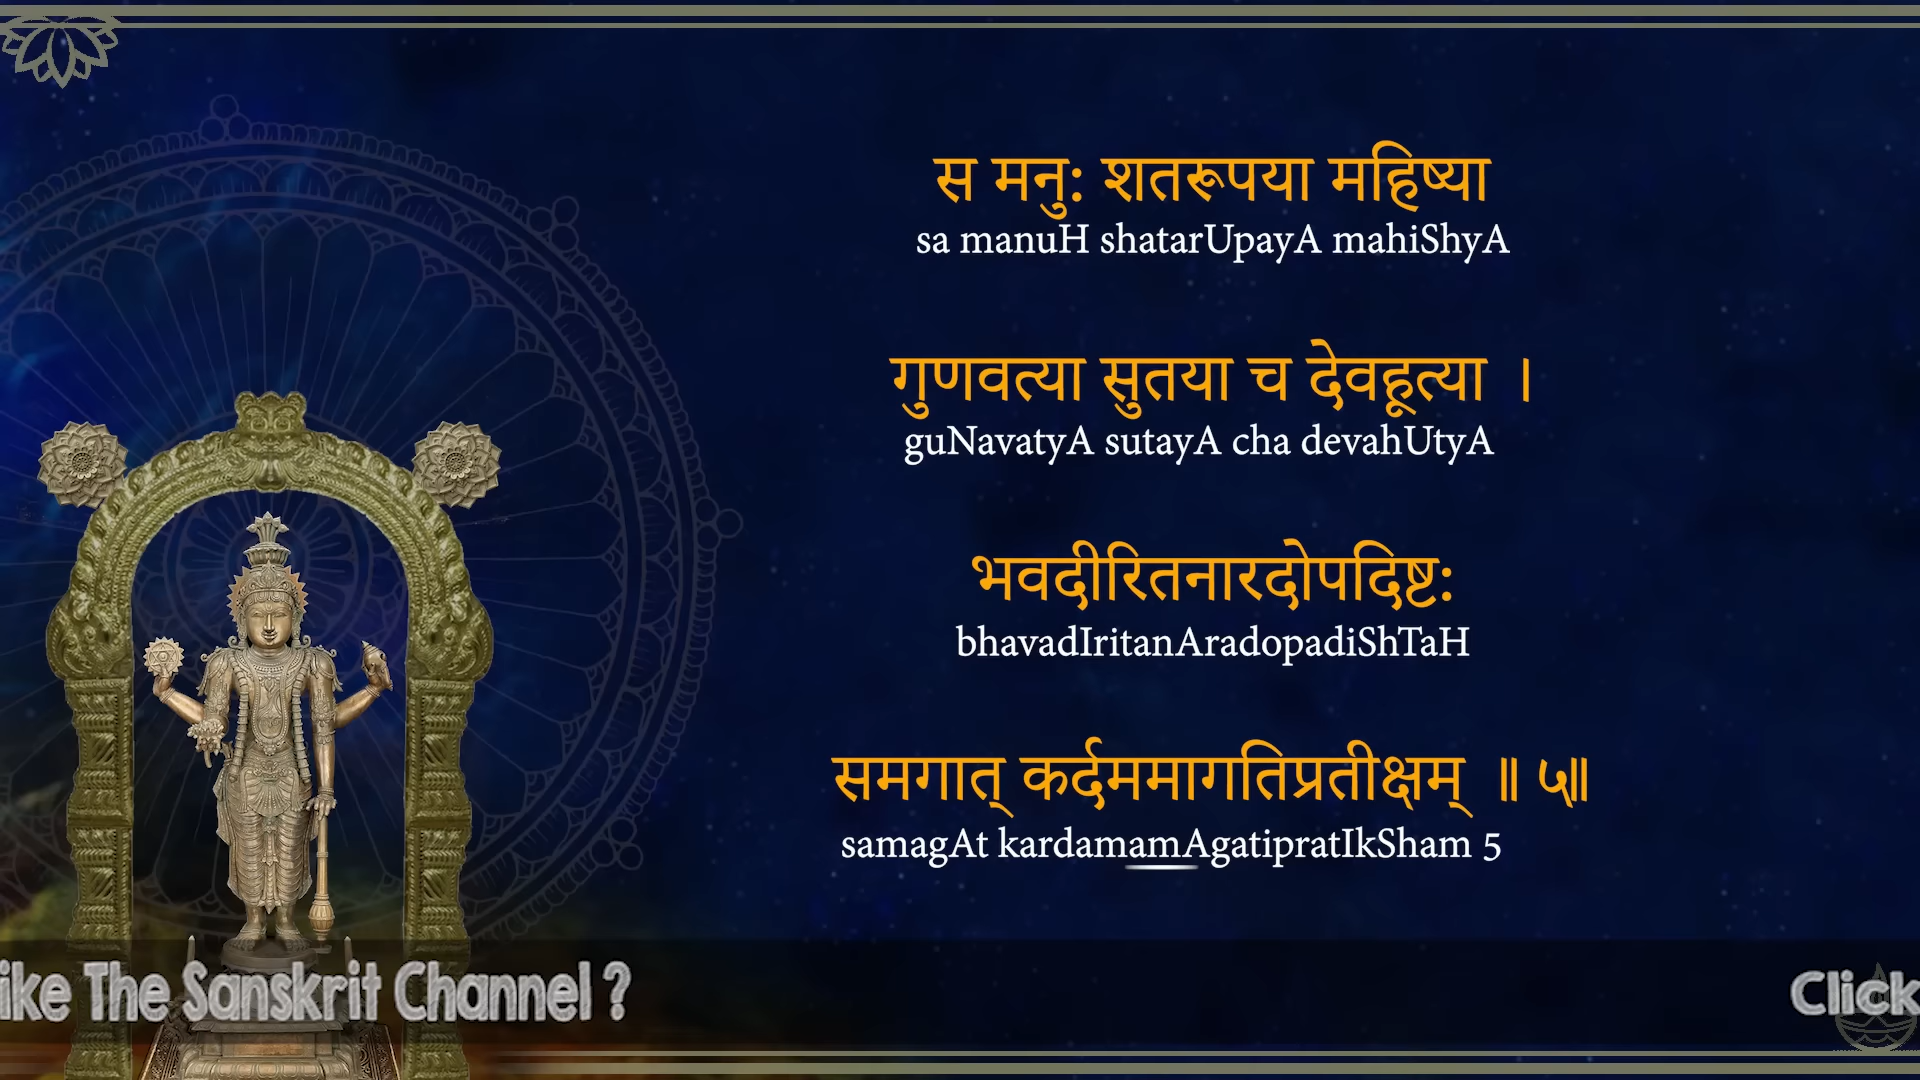 स मनुः शतरूपया महिष्या
sa manuH shatarUpayA mahiShyA
गुणवत्या सुतया च देवहूत्या ।
guNavatyA sutayA cha devahUtyA
भवदीरितनारदोपदिष्टः
bhavadIritanAradopadiShTaH
समगात् कर्दममागतिप्रतीक्षम् ॥ ५॥
samagAt kardamamAgatipratIkSham 5
ike The Sanskrit Channel ?
Click